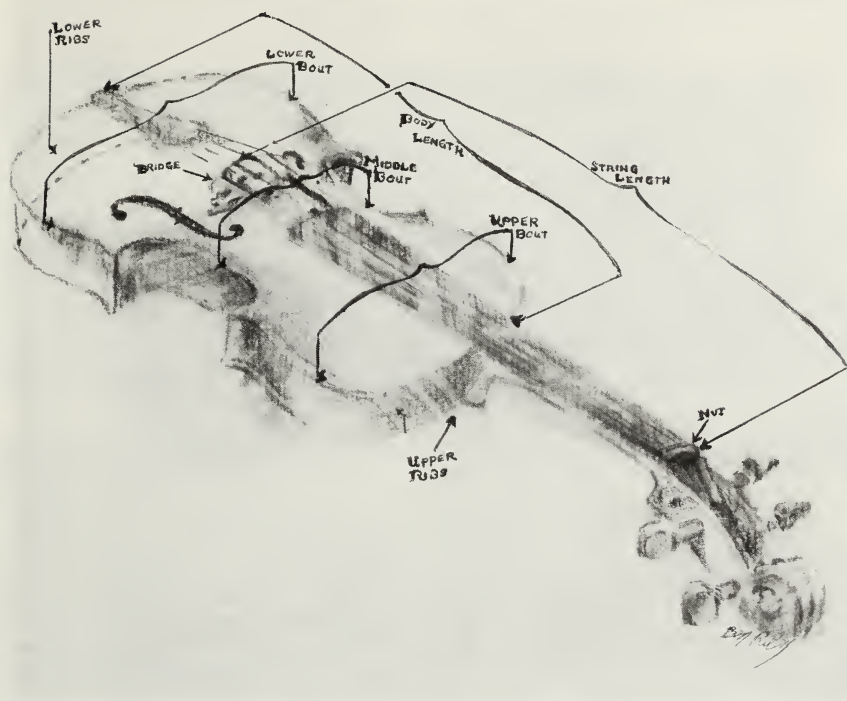 LOWER
RIBS
LOWER
BOUT
BODY
LENGTH
STRING
LENGTH
BRIDGE
MIDDLE
BOUT
UPPER
BOUT
NUT
UPPER
RIBS